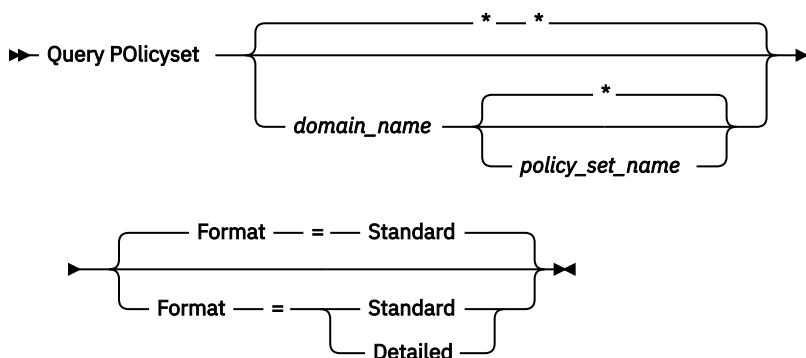 * *
Query POlicyset
*
domain_name
policy_set_name
Format = Standard
Format = Standard
Detailed